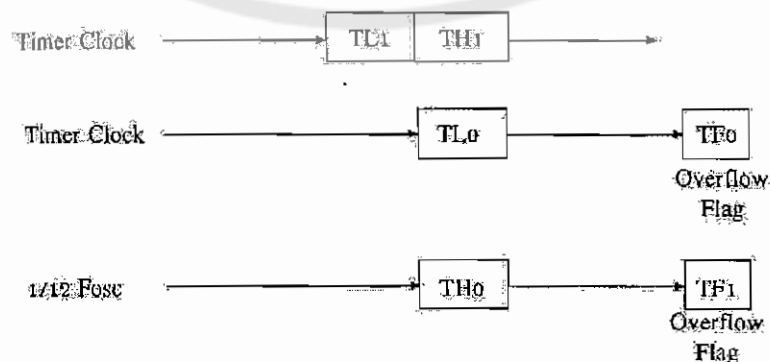 Timer Clock TL1 TH1
Timer Clock TL0 TF0
Overflow
Flag
1/12 Fosc TH0 TF1
Overflow
Flag